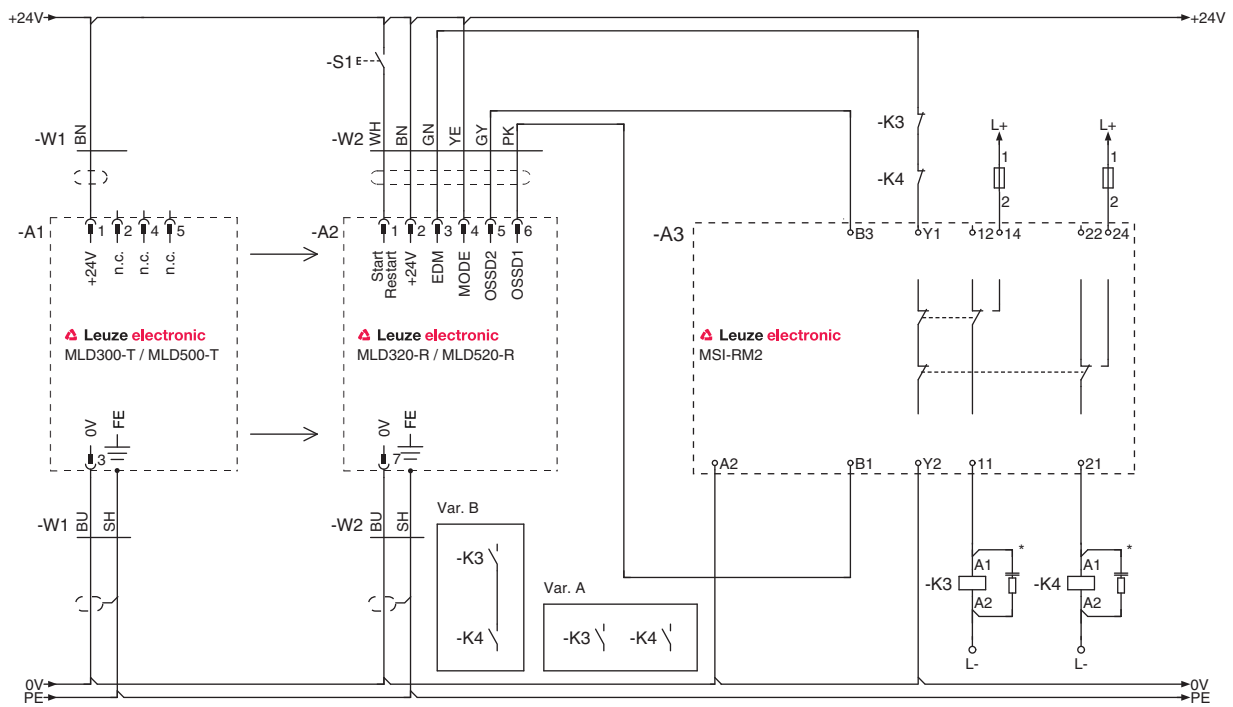 +24V
+24V
-S1
-W1
BN
-W2
WH
BN
GN
YE
GY
PK
-K3
-K4
L+
1
2
L+
1
2
-A1
1
2
4
5
+24V
n.c.
n.c.
n.c.
Leuze electronic
MLD300-T / MLD500-T
0V
FE
3
-A2
1
2
3
4
5
6
Start
Restart
+24V
EDM
MODE
OSSD2
OSSD1
Leuze electronic
MLD320-R / MLD520-R
0V
FE
7
-A3
B3
Y1
12
14
22
24
Leuze electronic
MSI-RM2
A2
B1
Y2
11
21
-W1
BU
SH
-W2
BU
SH
Var. B
-K3
-K4
Var. A
-K3
-K4
-K3
A1
A2
*
L-
-K4
A1
A2
*
L-
0V
0V
PE
PE